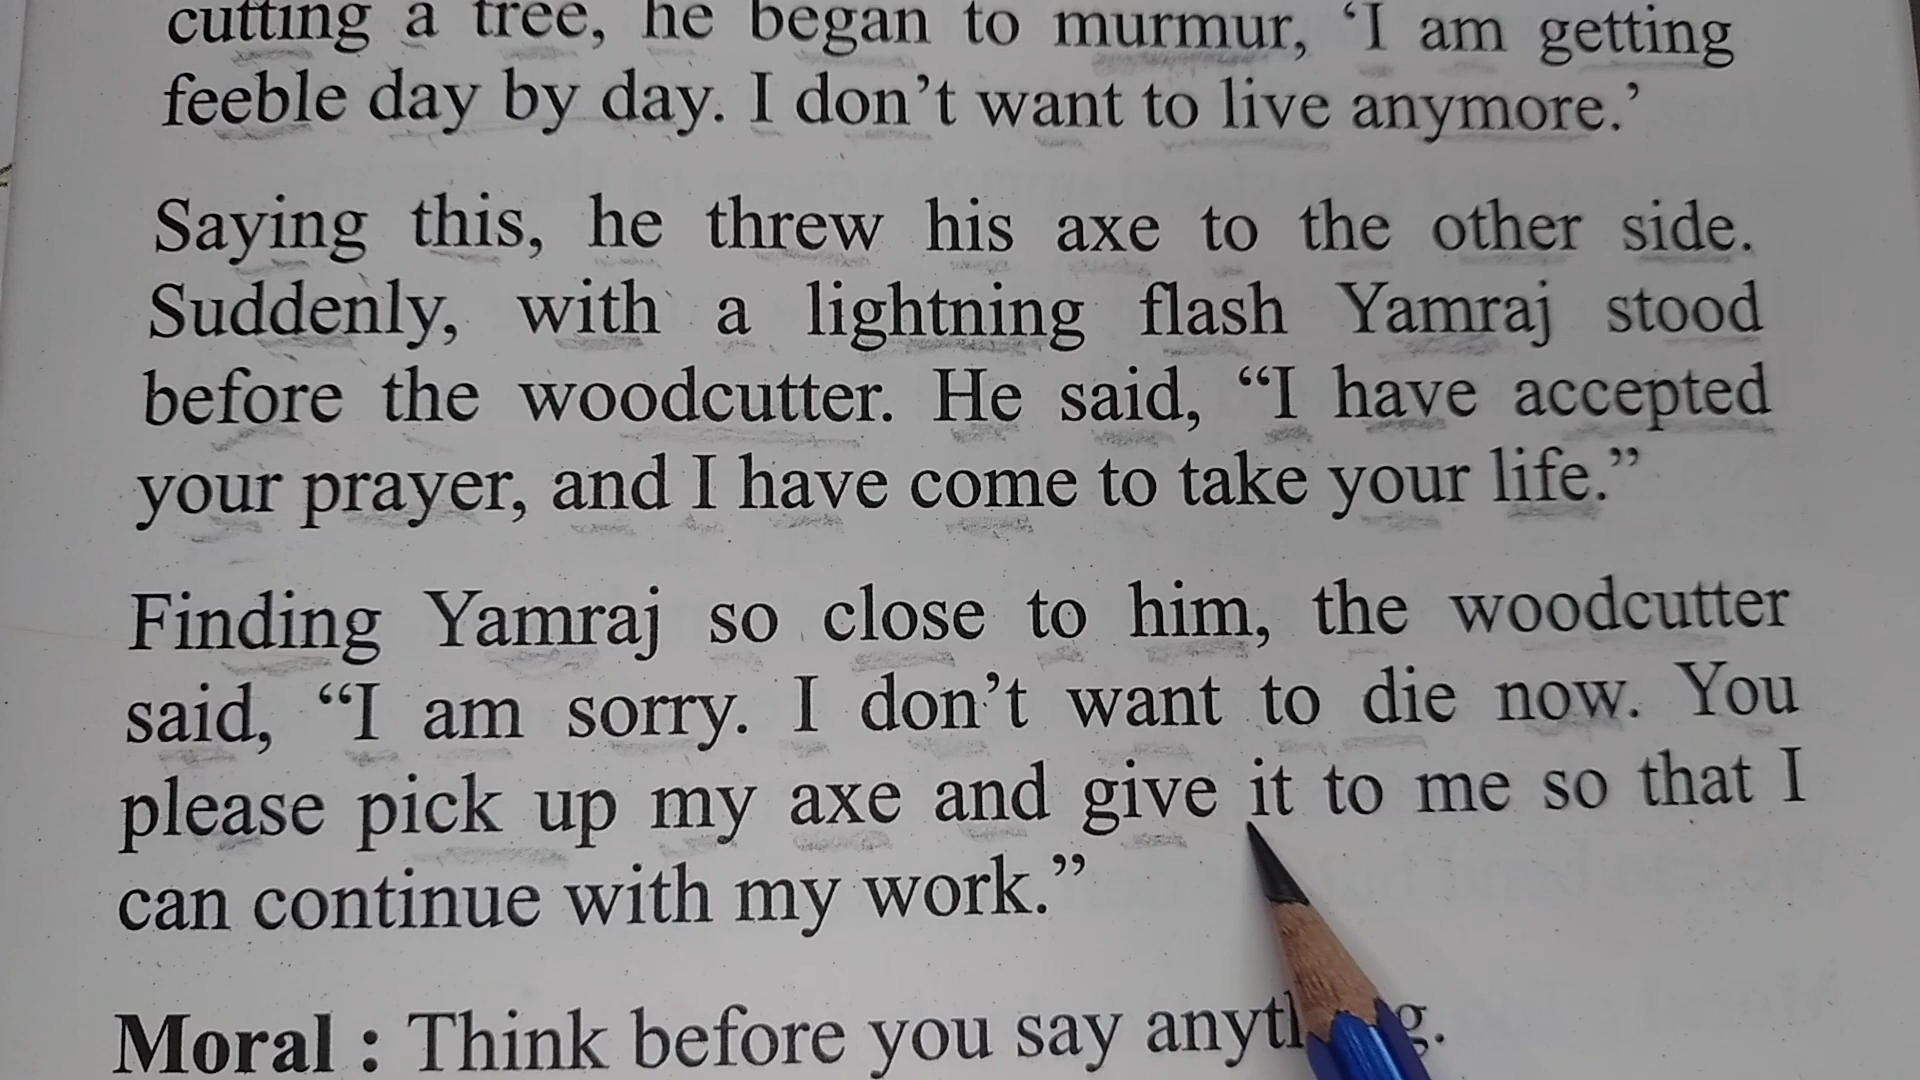 cutting a tree, he began to murmur, ‘I am getting
feeble day by day. I don’t want to live anymore.’
Saying this, he threw his axe to the other side.
Suddenly, with a lightning flash Yamraj stood
before the woodcutter. He said, “I have accepted
your prayer, and I have come to take your life.”
Finding Yamraj so close to him, the woodcutter
said, “I am sorry. I don’t want to die now. You
please pick up my axe and give it to me so that I
can continue with my work.”
Moral : Think before you say